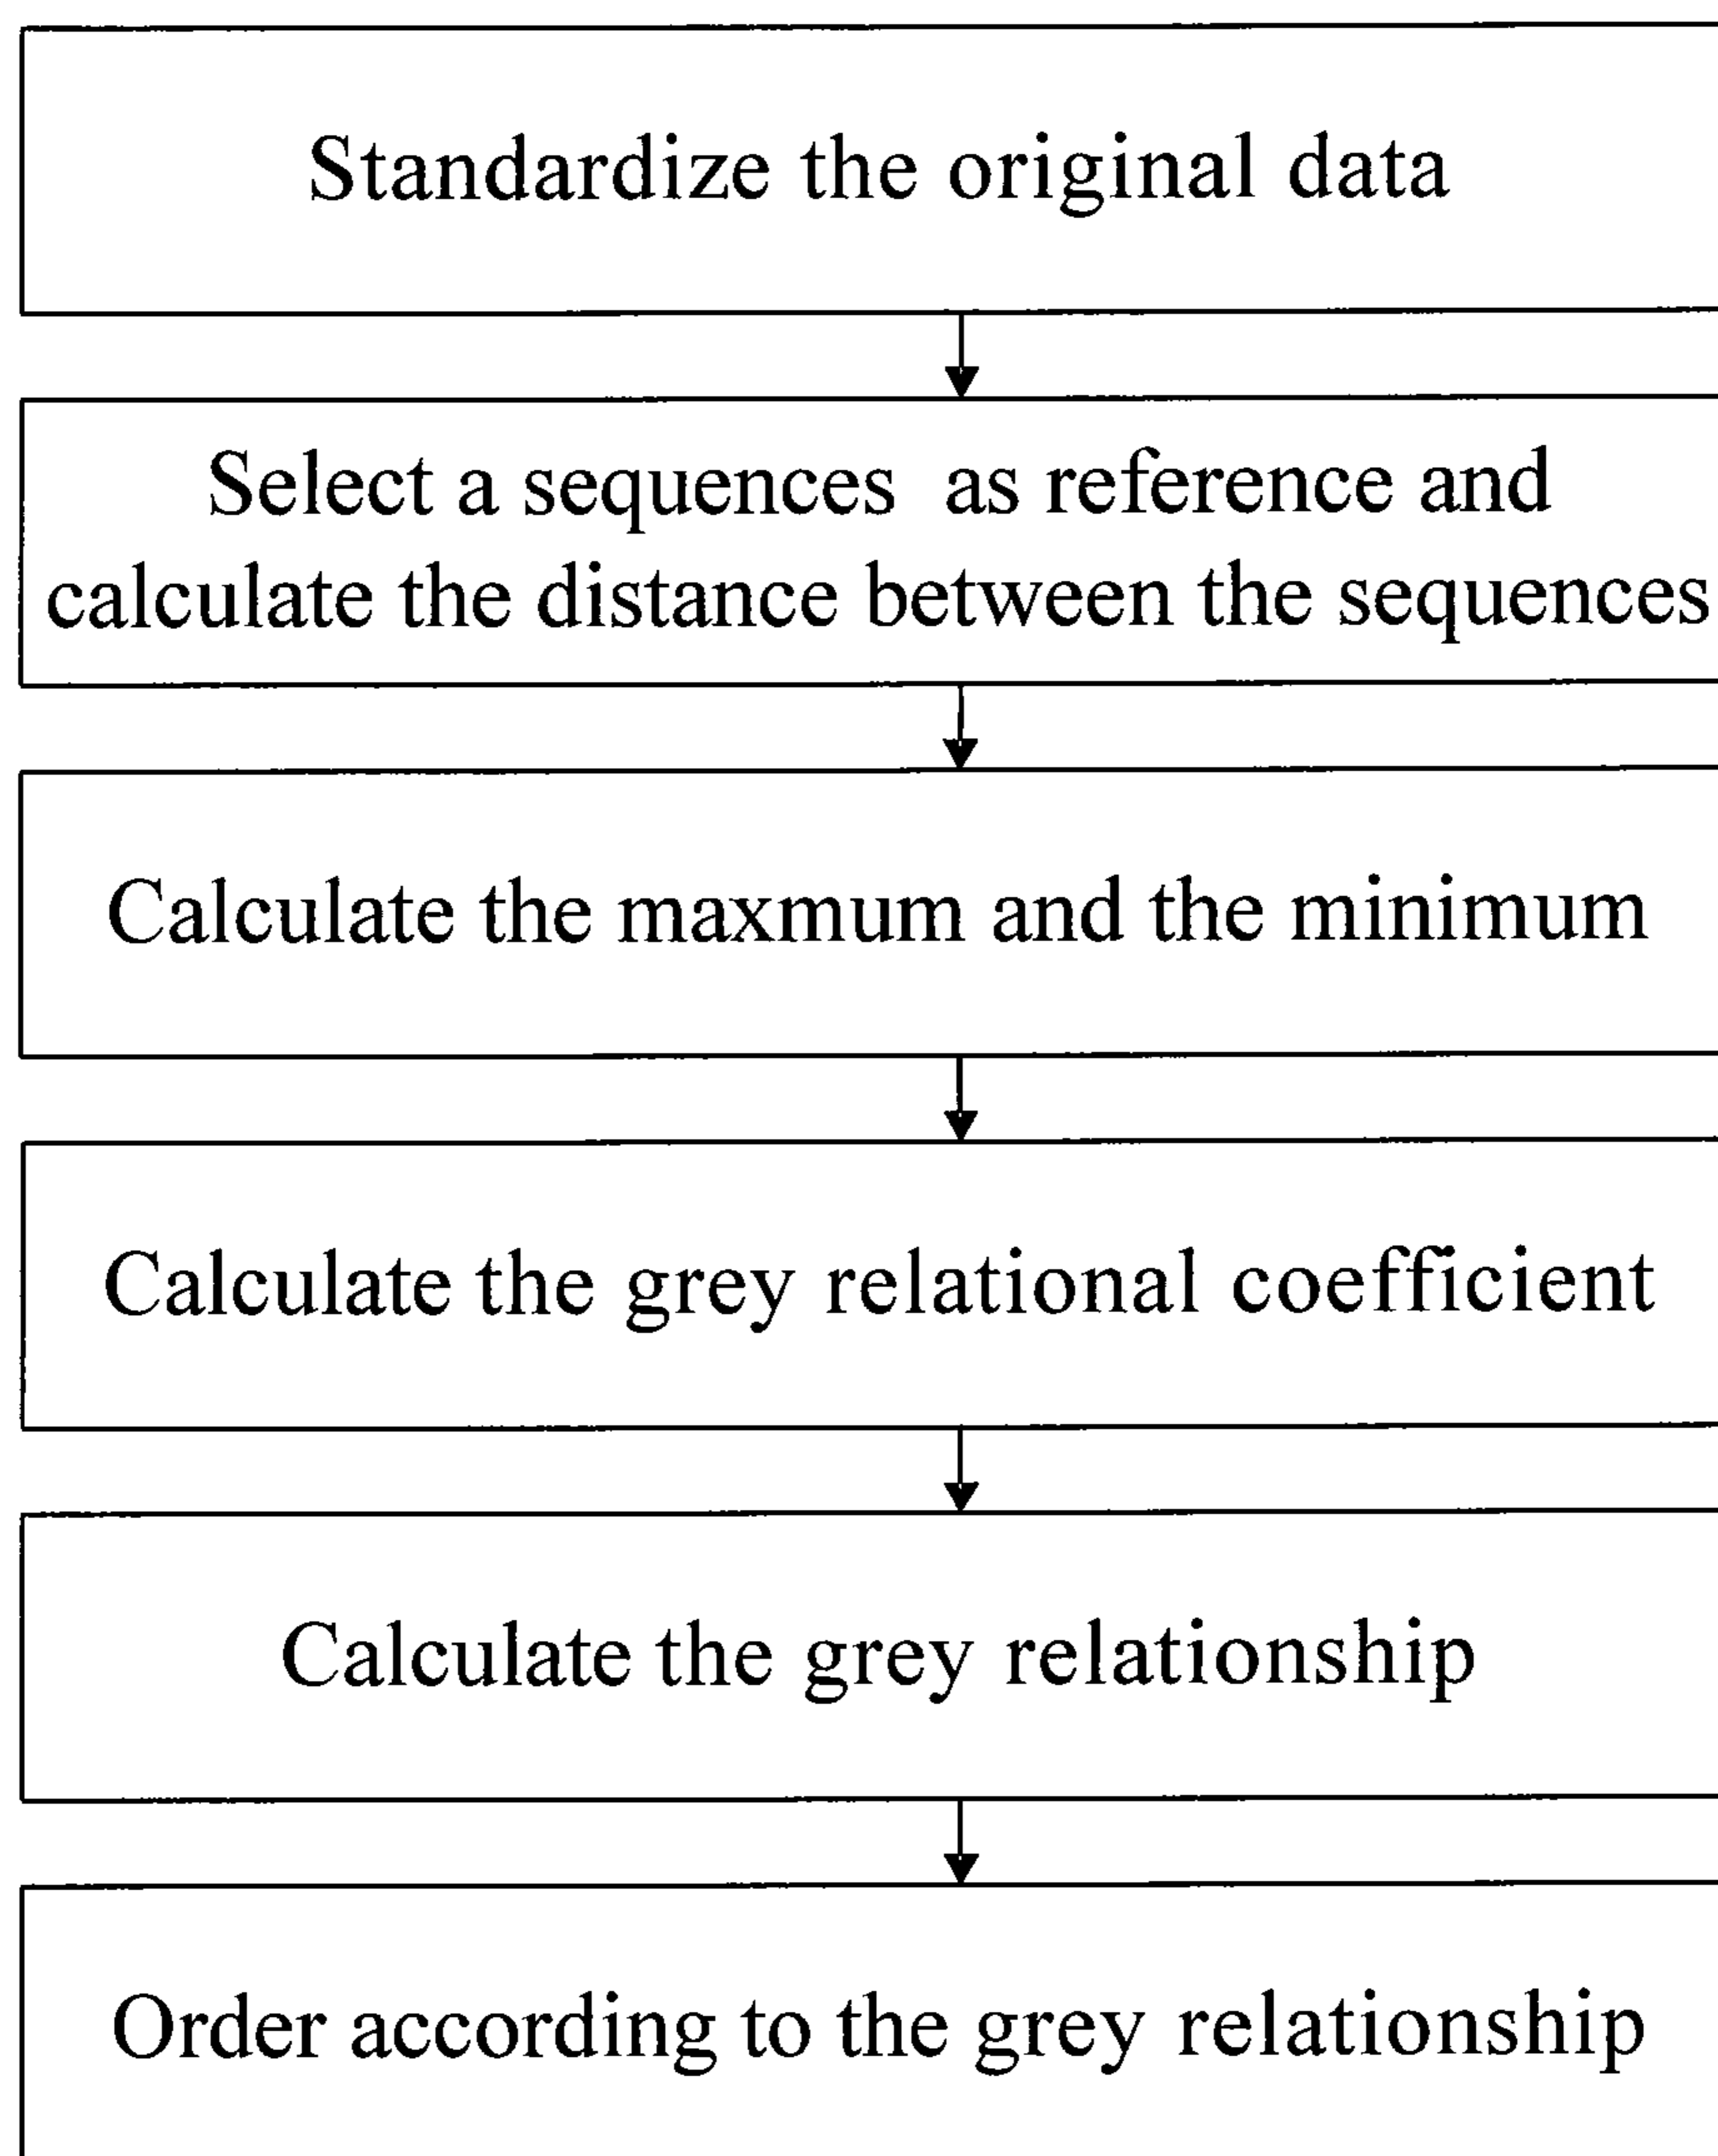 Standardize the original data
Select a sequences as reference and
calculate the distance between the sequences
Calculate the maxmum and the minimum
Calculate the grey relational coefficient
Calculate the grey relationship
Order according to the grey relationship